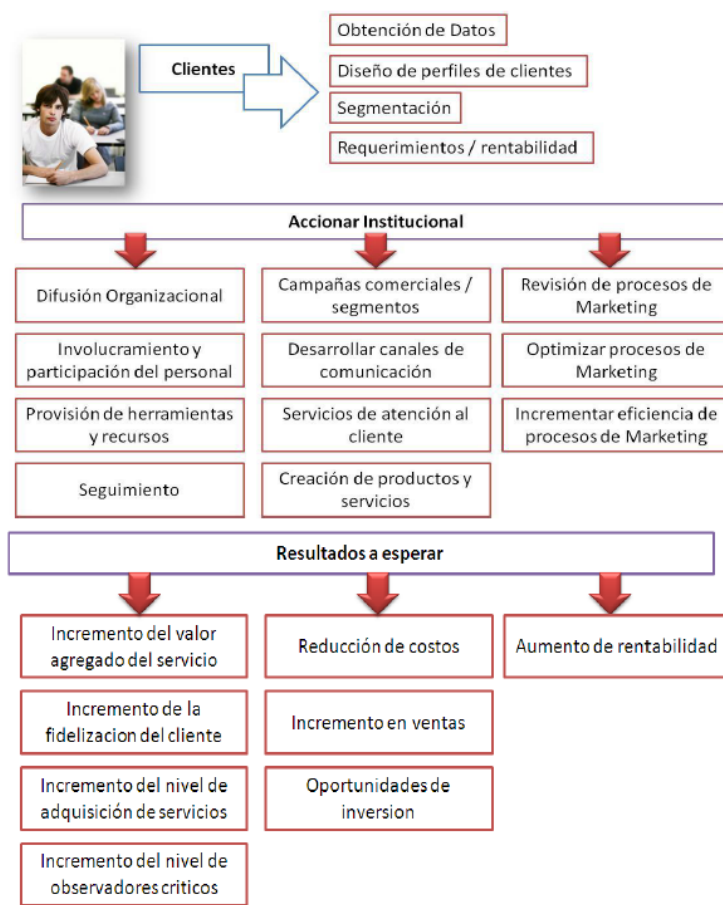 Clientes
Obtención de Datos
Diseño de perfiles de clientes
Segmentación
Requerimientos / rentabilidad
Accionar Institucional
Difusión Organizacional
Involucramiento y
participación del personal
Provisión de herramientas
y recursos
Seguimiento
Campañas comerciales /
segmentos
Desarrollar canales de
comunicación
Servicios de atención al
cliente
Creación de productos y
servicios
Revisión de procesos de
Marketing
Optimizar procesos de
Marketing
Incrementar eficiencia de
procesos de Marketing
Resultados a esperar
Incremento del valor
agregado del servicio
Incremento de la
fidelizacion del cliente
Incremento del nivel de
adquisición de servicios
Incremento del nivel de
observadores criticos
Reducción de costos
Incremento en ventas
Oportunidades de
inversion
Aumento de rentabilidad